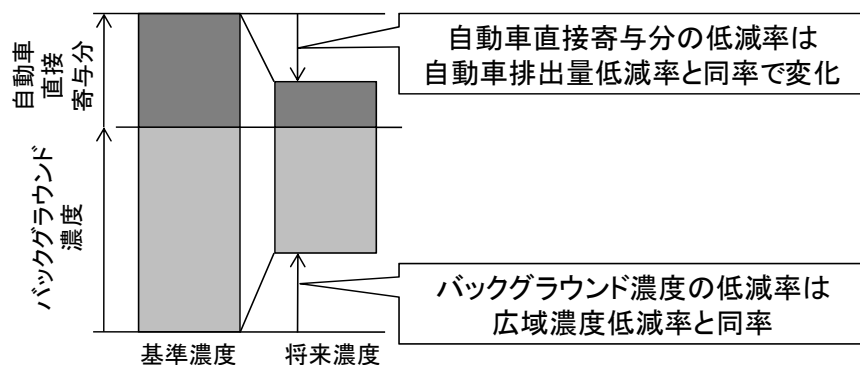 自動車
直接
寄与分
バックグラウンド
濃度
自動車直接寄与分の低減率は
自動車排出量低減率と同率で変化
バックグラウンド濃度の低減率は
広域濃度低減率と同率
基準濃度
将来濃度